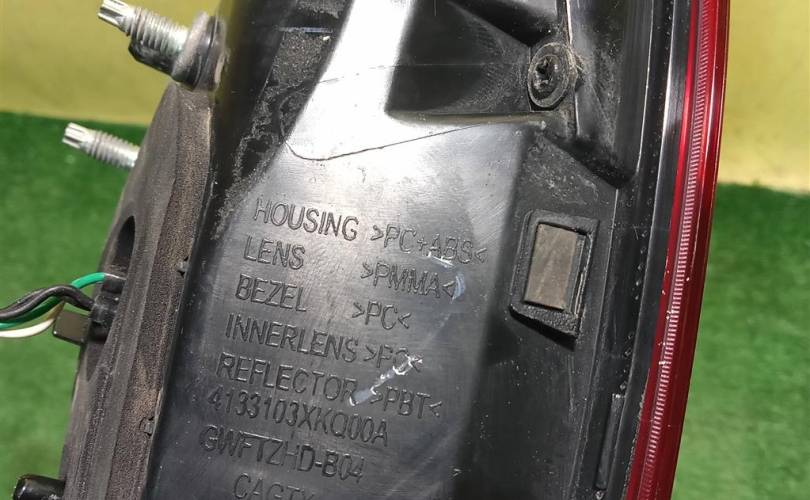 HOUSING >PC+ABS<
LENS >PMMA<
BEZEL >PC<
INNERLENS >PC<
REFLECTOR >PBT<
4133103XKQ00A
GWFTZHD-B04